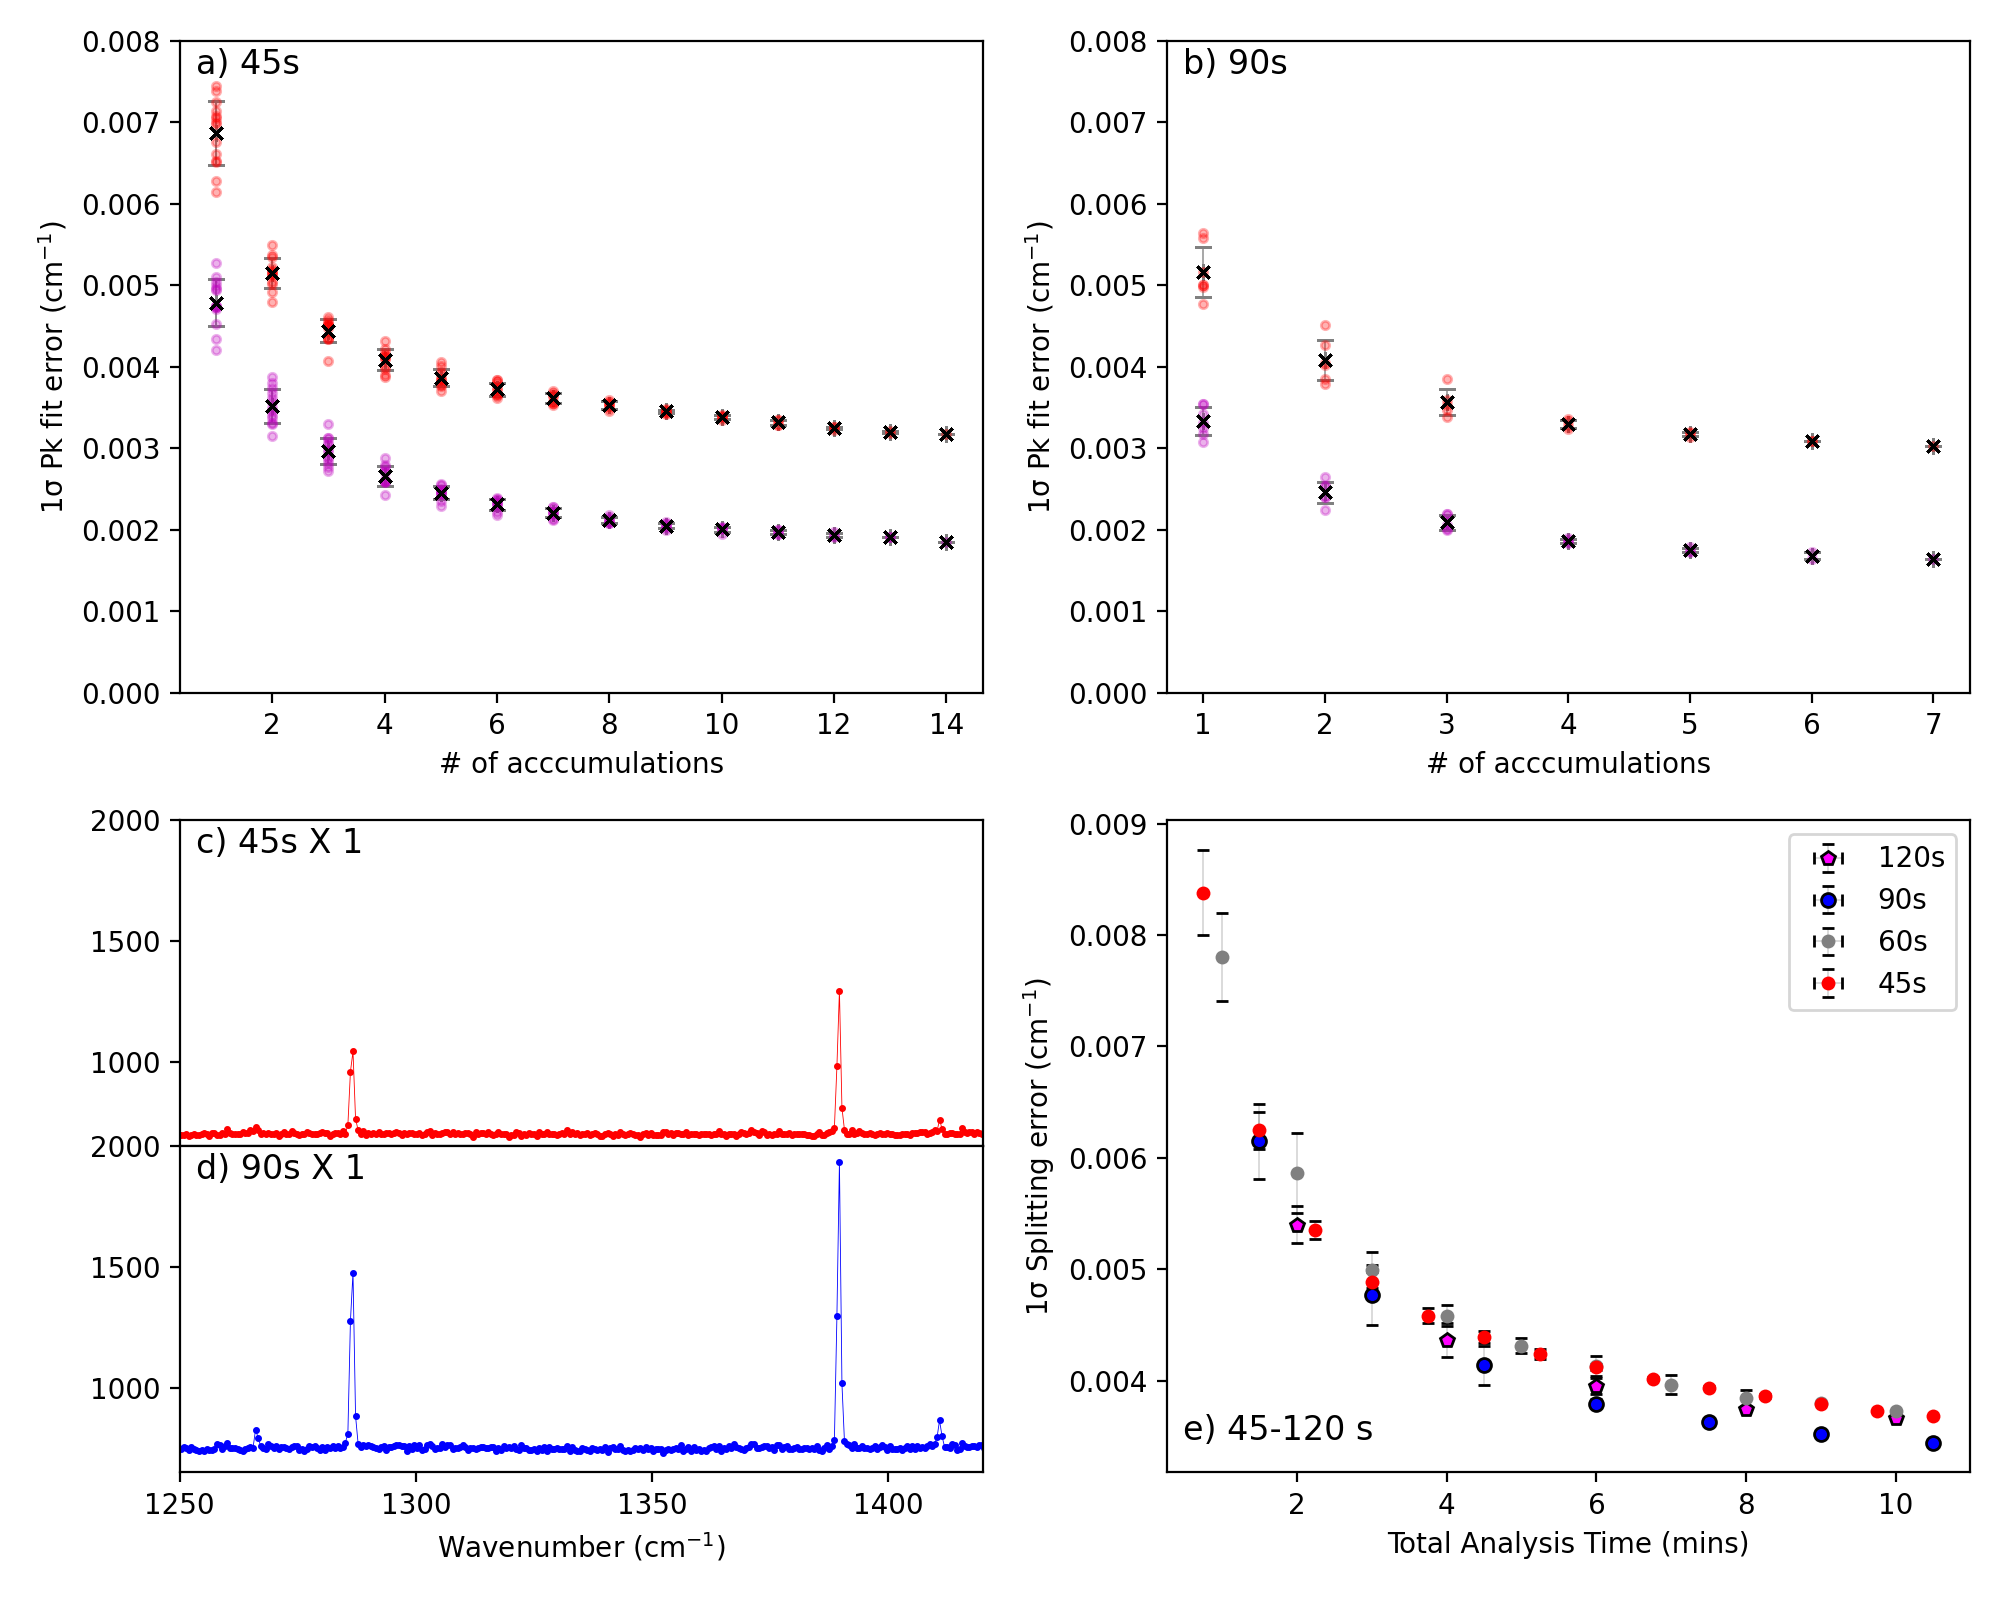 a) 45s
0.008
0.007
0.006
0.005
0.004
0.003
0.002
0.001
0.000
1σ Pk fit error (cm⁻¹)
2 4 6 8 10 12 14
# of acccumulations
b) 90s
0.008
0.007
0.006
0.005
0.004
0.003
0.002
0.001
0.000
1σ Pk fit error (cm⁻¹)
1 2 3 4 5 6 7
# of acccumulations
c) 45s X 1
2000
1500
1000
d) 90s X 1
2000
1500
1000
1250 1300 1350 1400
Wavenumber (cm⁻¹)
0.009
0.008
0.007
0.006
0.005
0.004
1σ Splitting error (cm⁻¹)
120s
90s
60s
45s
e) 45-120 s
2 4 6 8 10
Total Analysis Time (mins)